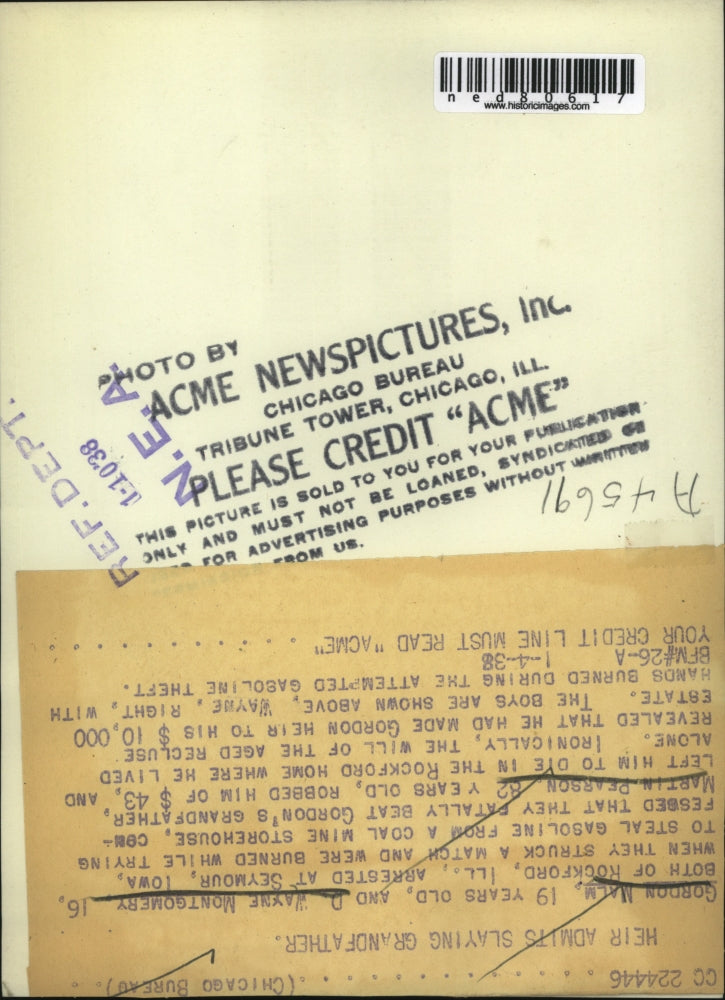 ned80617
www.historicimages.com
PHOTO BY
ACME NEWSPICTURES, Inc.
CHICAGO BUREAU
TRIBUNE TOWER, CHICAGO, ILL.
PLEASE CREDIT "ACME"
THIS PICTURE IS SOLD TO YOU FOR YOUR PUBLICATION
ONLY AND MUST NOT BE LOANED, SYNDICATED OR
FOR ADVERTISING PURPOSES WITHOUT WRITTEN
FROM US.
N.E.A.
REF. DEPT.
1-1038
A45691
CC 224446 (CHICAGO BUREAU)
HEIR ADMITS SLAYING GRANDFATHER.
GORDON MALM, 19 YEARS OLD, AND D. WAYNE MONTGOMERY 16,
BOTH OF ROCKFORD, ILL., ARRESTED AT SEYMOUR, IOWA,
WHEN THEY STRUCK A MATCH AND WERE BURNED WHILE TRYING
TO STEAL GASOLINE FROM A COAL MINE STOREHOUSE, CON-
FESSED THAT THEY FATALLY BEAT GORDON'S GRANDFATHER,
MARTIN PEARSON, 82 YEARS OLD, ROBBED HIM OF $ 43, AND
LEFT HIM TO DIE IN THE ROCKFORD HOME WHERE HE LIVED
ALONE. IRONICALLY, THE WILL OF THE AGED RECLUSE
REVEALED THAT HE HAD MADE GORDON HEIR TO HIS $ 10,000
ESTATE. THE BOYS ARE SHOWN ABOVE, WAYNE, RIGHT, WITH
HANDS BURNED DURING THE ATTEMPTED GASOLINE THEFT.
BFM#26-A 1-4-38
YOUR CREDIT LINE MUST READ "ACME"